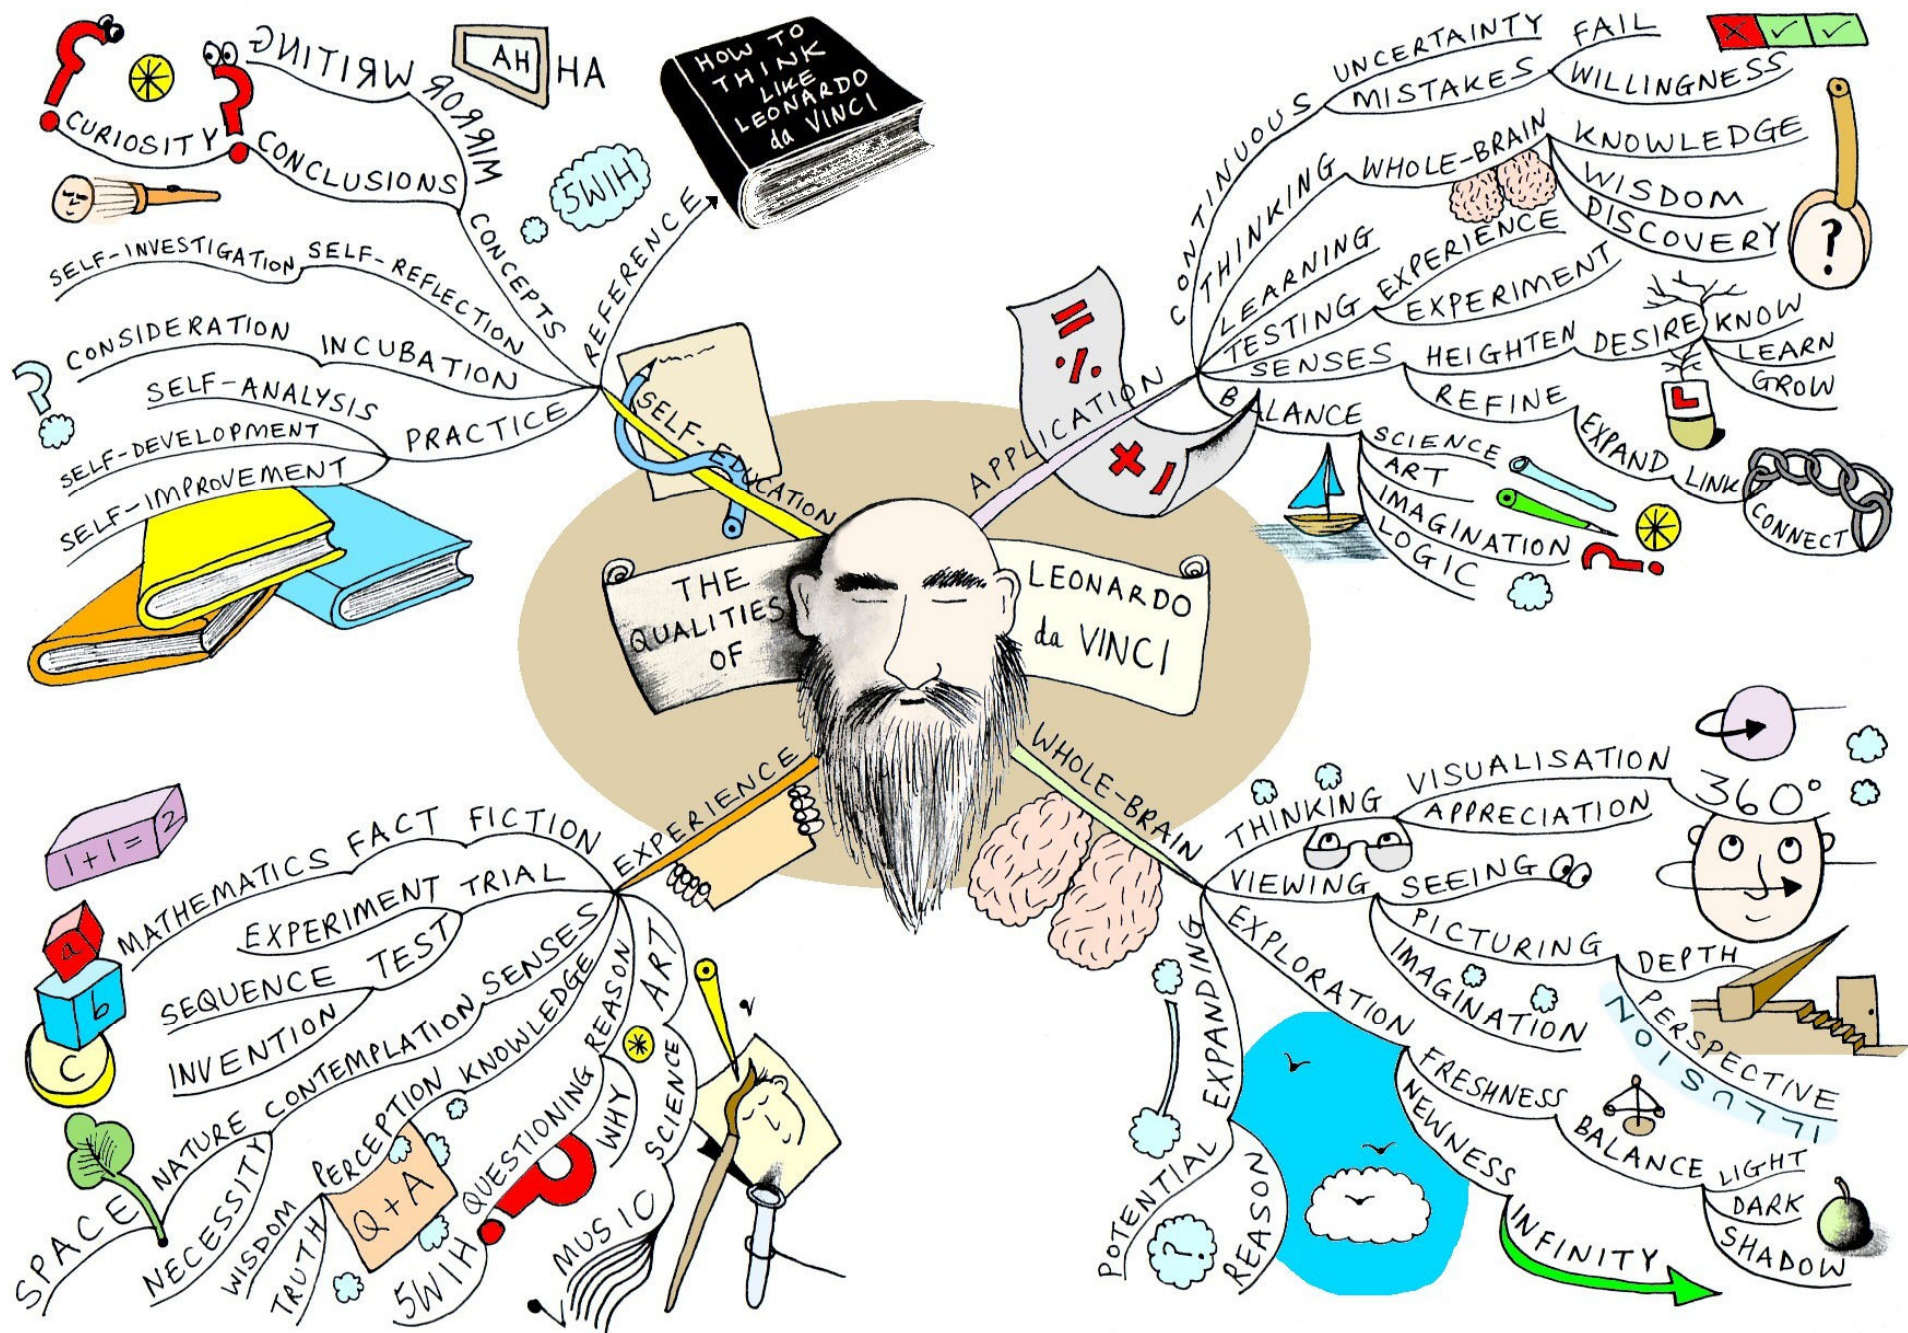 THE
QUALITIES
OF
LEONARDO
da VINCI
SELF-EDUCATION
REFERENCE
HOW TO
THINK
LIKE
LEONARDO
da VINCI
5W1H
CONCEPTS
CONCLUSIONS
CURIOSITY
MIRROR WRITING
AH HA
SELF-REFLECTION
SELF-INVESTIGATION
INCUBATION
CONSIDERATION
PRACTICE
SELF-ANALYSIS
SELF-DEVELOPMENT
SELF-IMPROVEMENT
APPLICATION
= % × −
CONTINUOUS
UNCERTAINTY
MISTAKES
FAIL
WILLINGNESS
THINKING
WHOLE-BRAIN
KNOWLEDGE
WISDOM
DISCOVERY
?
LEARNING
TESTING
EXPERIENCE
EXPERIMENT
SENSES
HEIGHTEN
DESIRE
KNOW
LEARN
GROW
L
REFINE
EXPAND
LINK
CONNECT
BALANCE
SCIENCE
ART
IMAGINATION
LOGIC
EXPERIENCE
FICTION
FACT
MATHEMATICS
1+1=2
TRIAL
EXPERIMENT
TEST
SEQUENCE
INVENTION
a
b
c
SENSES
CONTEMPLATION
NATURE
SPACE
NECESSITY
KNOWLEDGE
PERCEPTION
WISDOM
TRUTH
Q+A
REASON
QUESTIONING
WHY
5W1H
ART
SCIENCE
MUSIC
WHOLE-BRAIN
THINKING
VISUALISATION
360°
APPRECIATION
VIEWING
SEEING
PICTURING
DEPTH
PERSPECTIVE
ILLUSION
IMAGINATION
EXPLORATION
FRESHNESS
BALANCE
LIGHT
DARK
SHADOW
NEWNESS
INFINITY
EXPANDING
POTENTIAL
REASON
?